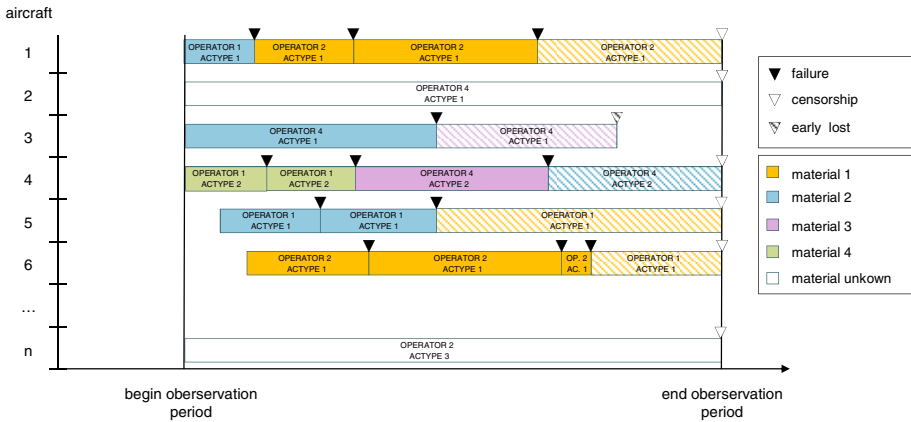 aircraft
1
OPERATOR 1
ACTYPE 1
OPERATOR 2
ACTYPE 1
OPERATOR 2
ACTYPE 1
OPERATOR 2
ACTYPE 1
2
OPERATOR 4
ACTYPE 1
3
OPERATOR 4
ACTYPE 1
OPERATOR 4
ACTYPE 1
4
OPERATOR 1
ACTYPE 2
OPERATOR 1
ACTYPE 2
OPERATOR 4
ACTYPE 2
OPERATOR 4
ACTYPE 2
5
OPERATOR 1
ACTYPE 1
OPERATOR 1
ACTYPE 1
OPERATOR 1
ACTYPE 1
6
OPERATOR 2
ACTYPE 1
OPERATOR 2
ACTYPE 1
OP. 2
AC. 1
OPERATOR 1
ACTYPE 1
...
n
OPERATOR 2
ACTYPE 3
begin oberservation
period
end oberservation
period
failure
censorship
early lost
material 1
material 2
material 3
material 4
material unkown